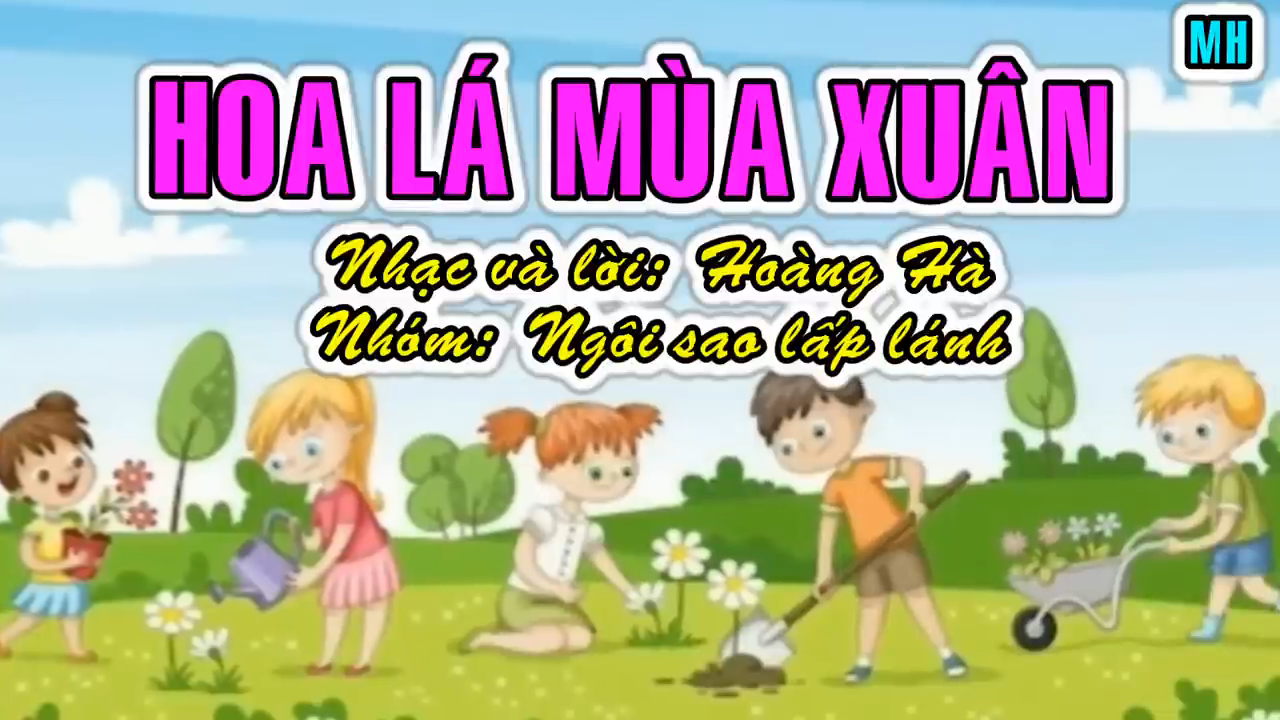 MH
HOA LÁ MÙA XUÂN
Nhạc và lời: Hoàng Hà
Nhóm: Ngôi sao lấp lánh